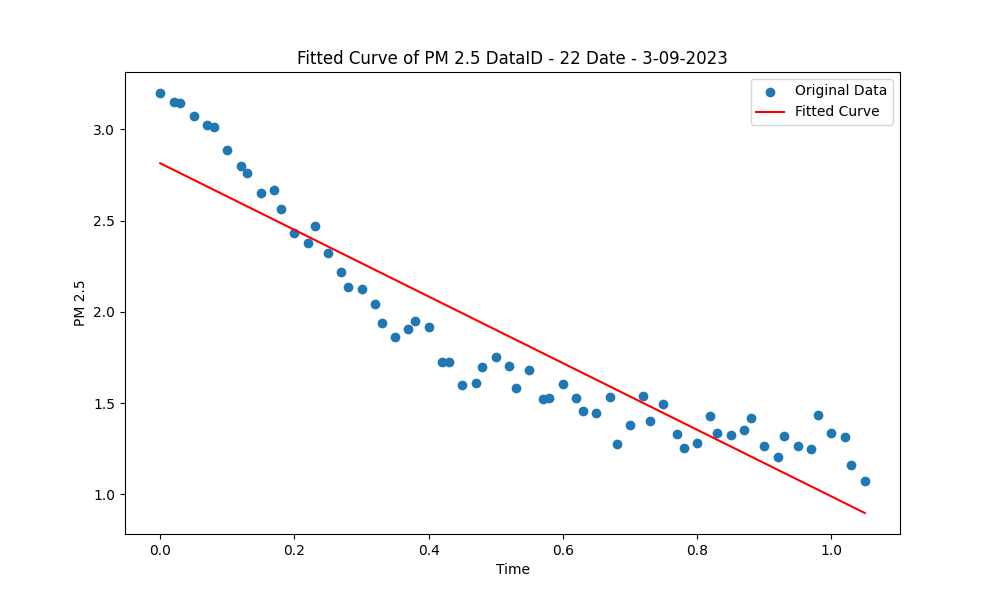 Fitted Curve of PM 2.5 DataID - 22 Date - 3-09-2023
Original Data
Fitted Curve
PM 2.5
3.0
2.5
2.0
1.5
1.0
0.0 0.2 0.4 0.6 0.8 1.0
Time